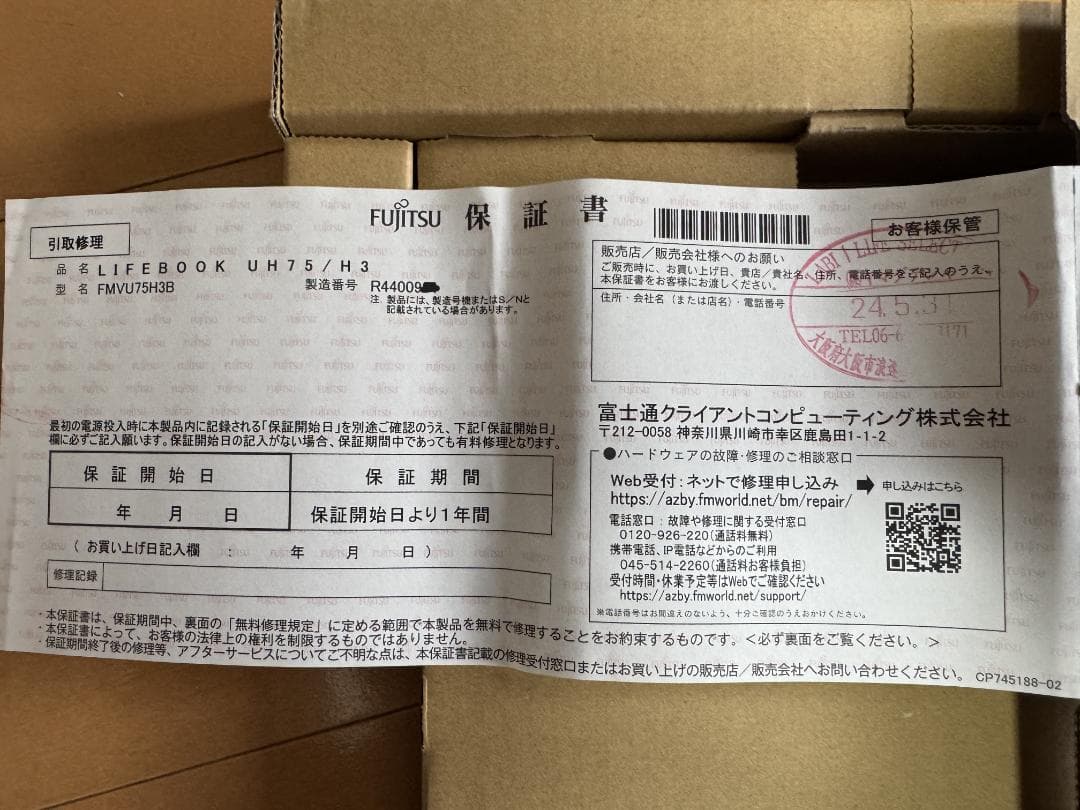 FUJITSU 保証書
引取修理
品名 LIFEBOOK UH75/H3
型名 FMVU75H3B
製造番号 R44009
注.製品には、製造号機またはS/Nと
記載されている場合があります。
お客様保管
販売店/販売会社様へのお願い
ご販売時に、お買い上げ日、貴店/貴社名、住所、電話番号をご記入のうえ、
本保証書をお客様にお渡しください。
住所・会社名(または店名)・電話番号
24.5.31
TEL06-6 1171
大阪府大阪市浪速
富士通クライアントコンピューティング株式会社
〒212-0058 神奈川県川崎市幸区鹿島田1-1-2
●ハードウェアの故障・修理のご相談窓口
Web受付:ネットで修理申し込み ➡ 申し込みはこちら
https://azby.fmworld.net/bm/repair/
電話窓口:故障や修理に関する受付窓口
0120-926-220(通話料無料)
携帯電話、IP電話などからのご利用
045-514-2260(通話料お客様負担)
受付時間・休業予定等はWebでご確認ください
https://azby.fmworld.net/support/
※電話番号はお間違えのないよう、十分ご確認のうえおかけください。
最初の電源投入時に本製品内に記録される「保証開始日」を別途ご確認のうえ、下記「保証開始日」
欄に必ずご記入願います。保証開始日の記入がない場合、保証期間中であっても有料修理となります。
保証開始日 保証期間
年 月 日 保証開始日より1年間
(お買い上げ日記入欄 : 年 月 日)
修理記録
・本保証書は、保証期間中、裏面の「無料修理規定」に定める範囲で本製品を無料で修理することをお約束するものです。<必ず裏面をご覧ください。>
・本保証書によって、お客様の法律上の権利を制限するものではありません。
・保証期間終了後の修理等、アフターサービスについてご不明な点は、本保証書記載の修理受付窓口またはお買い上げの販売店/販売会社へお問い合わせください。
CP745188-02